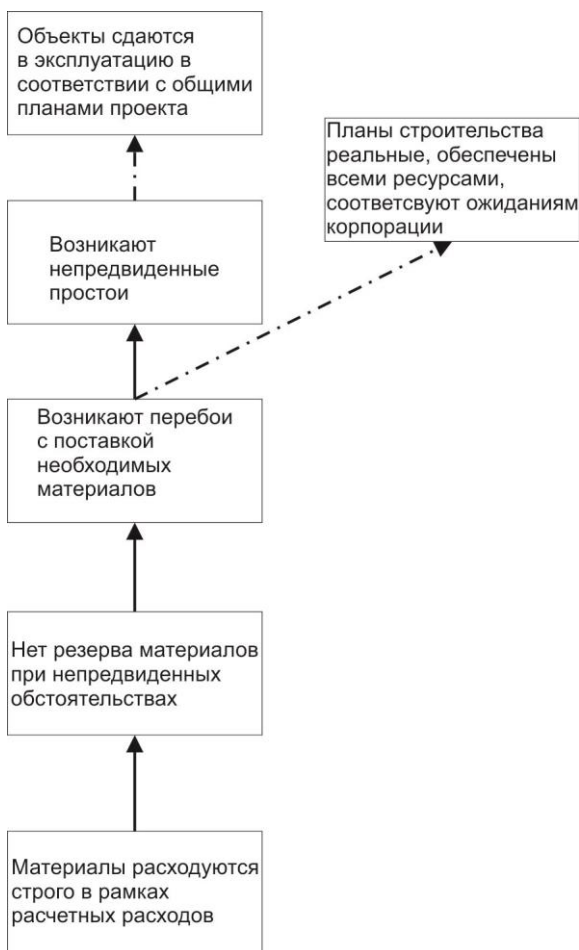 Объекты сдаются
в эксплуатацию в
соответствии с общими
планами проекта
Планы строительства
реальные, обеспечены
всеми ресурсами,
соответсвуют ожиданиям
корпорации
Возникают
непредвиденные
простои
Возникают перебои
с поставкой
необходимых
материалов
Нет резерва материалов
при непредвиденных
обстоятельствах
Материалы расходуются
строго в рамках
расчетных расходов